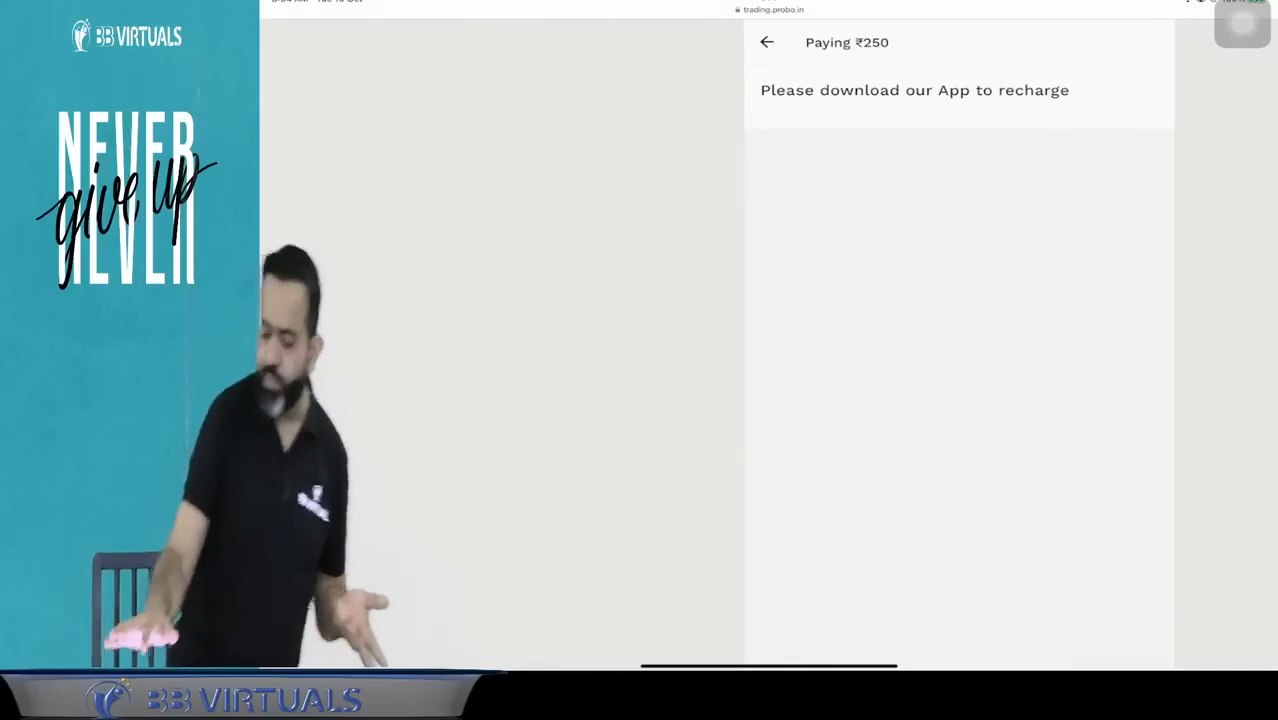 trading.probo.in
BB VIRTUALS
Paying ₹250
Please download our App to recharge
NEVER
give up
NEVER
BB VIRTUALS